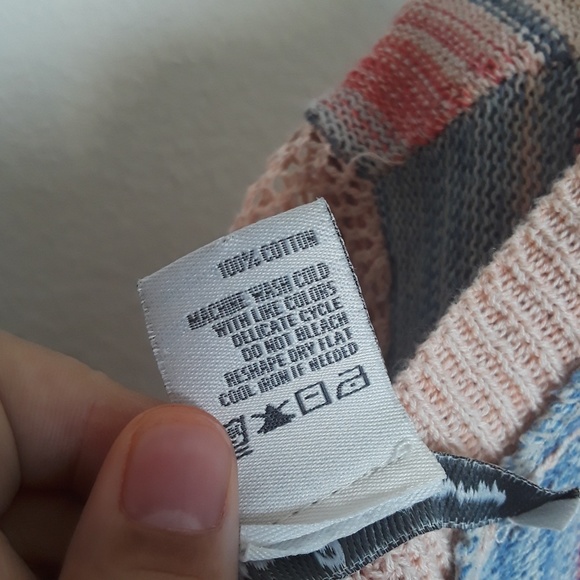 100% COTTON
MACHINE WASH COLD
WITH LIKE COLORS
DELICATE CYCLE
DO NOT BLEACH
RESHAPE DRY FLAT
COOL IRON IF NEEDED